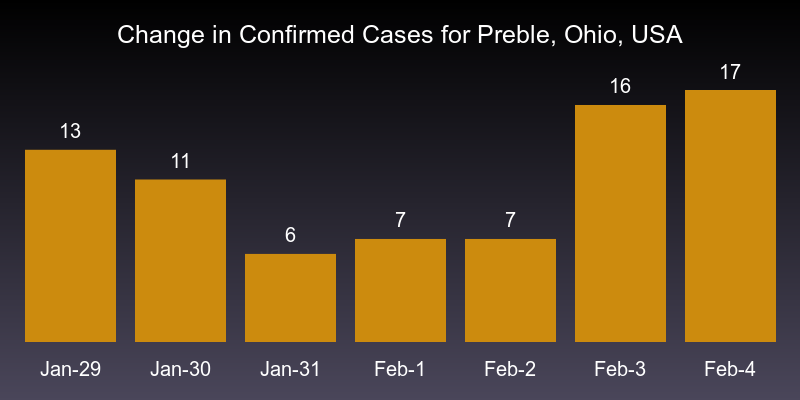 Change in Confirmed Cases for Preble, Ohio, USA
13
11
6
7
7
16
17
Jan-29
Jan-30
Jan-31
Feb-1
Feb-2
Feb-3
Feb-4